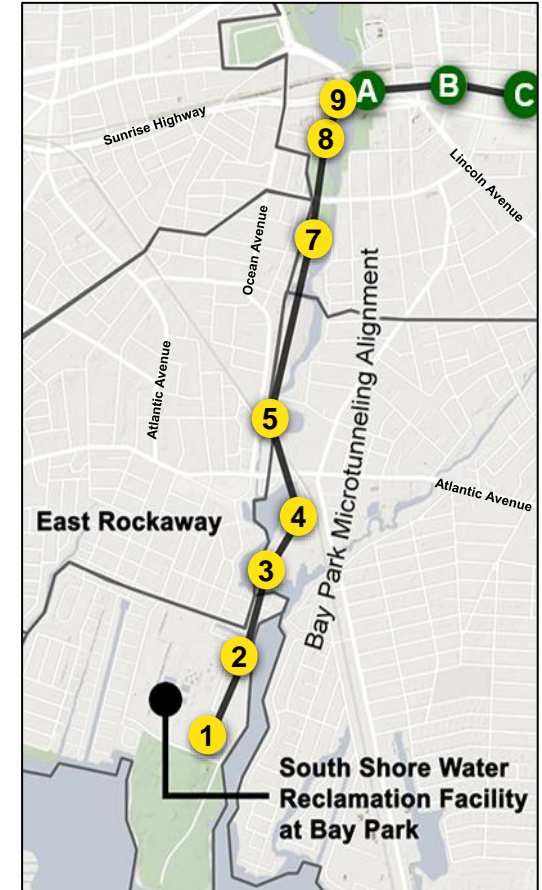 9
A
B
C
8
Sunrise Highway
Lincoln Avenue
7
Ocean Avenue
Bay Park Microtunneling Alignment
Atlantic Avenue
5
Atlantic Avenue
East Rockaway
4
3
2
1
South Shore Water
Reclamation Facility
at Bay Park